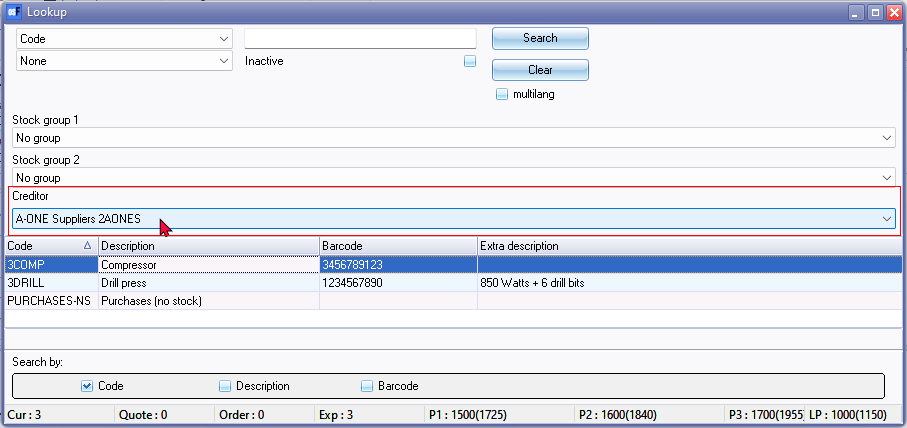 Lookup
Code Search
None Inactive Clear
multilang
Stock group 1
No group
Stock group 2
No group
Creditor
A-ONE Suppliers 2AONES
Code Description Barcode Extra description
3COMP Compressor 3456789123
3DRILL Drill press 1234567890 850 Watts + 6 drill bits
PURCHASES-NS Purchases (no stock)
Search by:
Code Description Barcode
Cur : 3 Quote : 0 Order : 0 Exp : 3 P1 : 1500(1725) P2 : 1600(1840) P3 : 1700(1955) LP : 1000(1150)